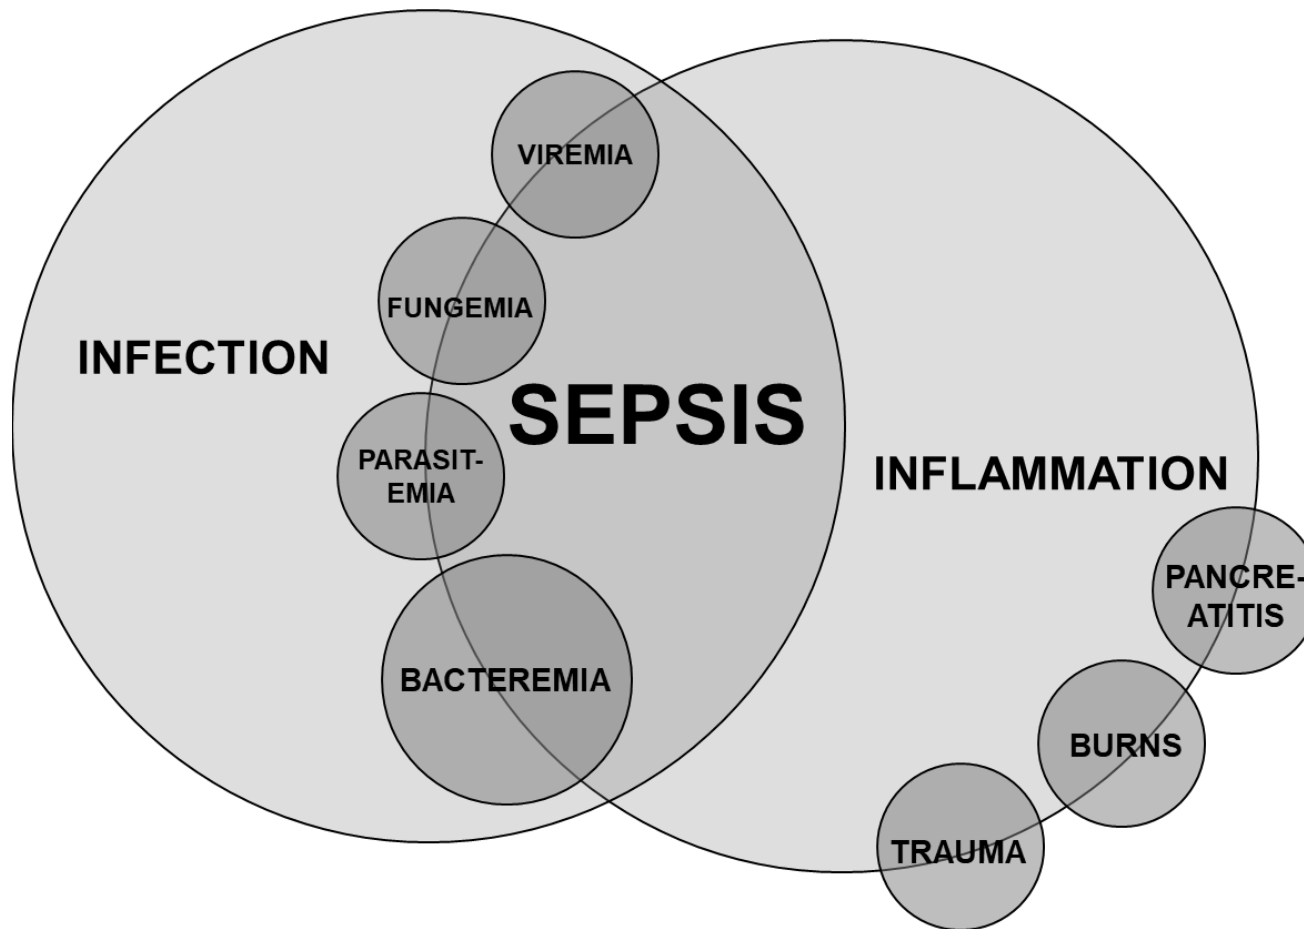 VIREMIA
FUNGEMIA
INFECTION
SEPSIS
PARASIT-
EMIA
INFLAMMATION
PANCRE-
ATITIS
BACTEREMIA
BURNS
TRAUMA